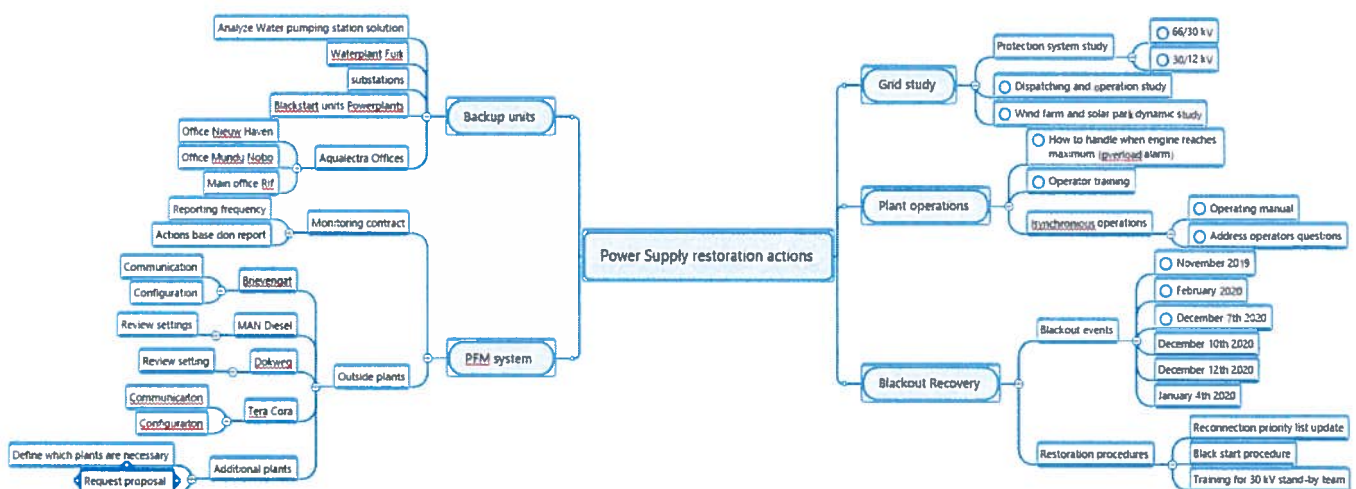 Power Supply restoration actions
Backup units
Analyze Water pumping station solution
Waterplant Fuik
substations
Blackstart units Powerplants
Aqualectra Offices
Office Nieuw Haven
Office Mundu Nobo
Main office Rif
PFM system
Monitoring contract
Reporting frequency
Actions base don report
Outside plants
Brievengat
Communication
Configuration
MAN Diesel
Review settings
Dokweg
Review setting
Tera Cora
Communicaiton
Configuraiton
Additional plants
Define which plants are necessary
Request proposal
Grid study
Protection system study
66/30 kV
30/12 kV
Dispatching and operation study
Wind farm and solar park dynamic study
Plant operations
How to handle when engine reaches
maximum (overload alarm)
Operator training
operations
Operating manual
Address operators questions
Blackout Recovery
Blackout events
November 2019
February 2020
December 7th 2020
December 10th 2020
December 12th 2020
January 4th 2020
Restoration procedures
Reconnection priority list update
Black start procedure
Training for 30 kV stand-by team